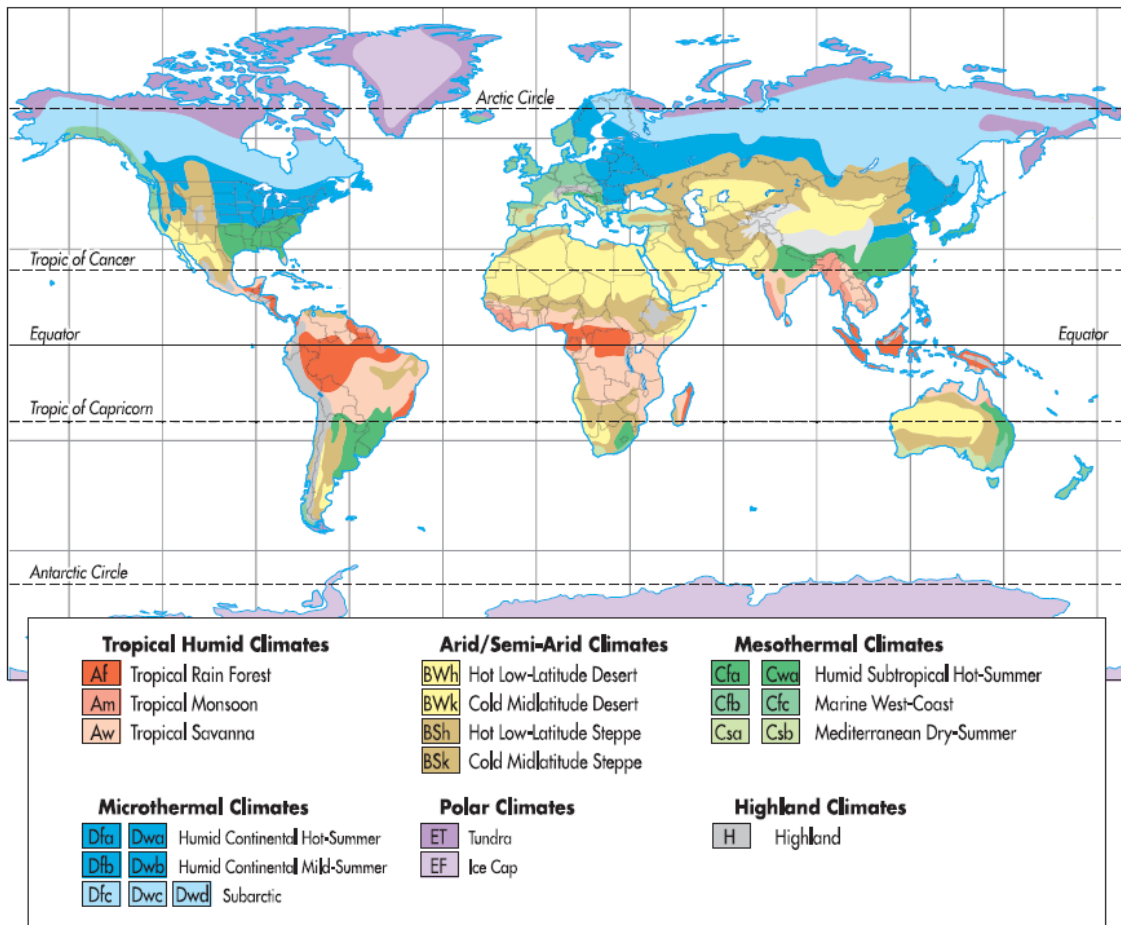 Arctic Circle
Tropic of Cancer
Equator
Equator
Tropic of Capricorn
Antarctic Circle
Tropical Humid Climates
Af Tropical Rain Forest
Am Tropical Monsoon
Aw Tropical Savanna
Arid/Semi-Arid Climates
BWh Hot Low-Latitude Desert
BWk Cold Midlatitude Desert
BSh Hot Low-Latitude Steppe
BSk Cold Midlatitude Steppe
Mesothermal Climates
Cfa Cwa Humid Subtropical Hot-Summer
Cfb Cfc Marine West-Coast
Csa Csb Mediterranean Dry-Summer
Microthermal Climates
Dfa Dwa Humid Continental Hot-Summer
Dfb Dwb Humid Continental Mild-Summer
Dfc Dwc Dwd Subarctic
Polar Climates
ET Tundra
EF Ice Cap
Highland Climates
H Highland